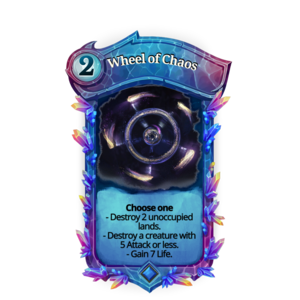 2
Wheel of Chaos
Choose one
- Destroy 2 unoccupied
lands.
- Destroy a creature with
5 Attack or less.
- Gain 7 Life.